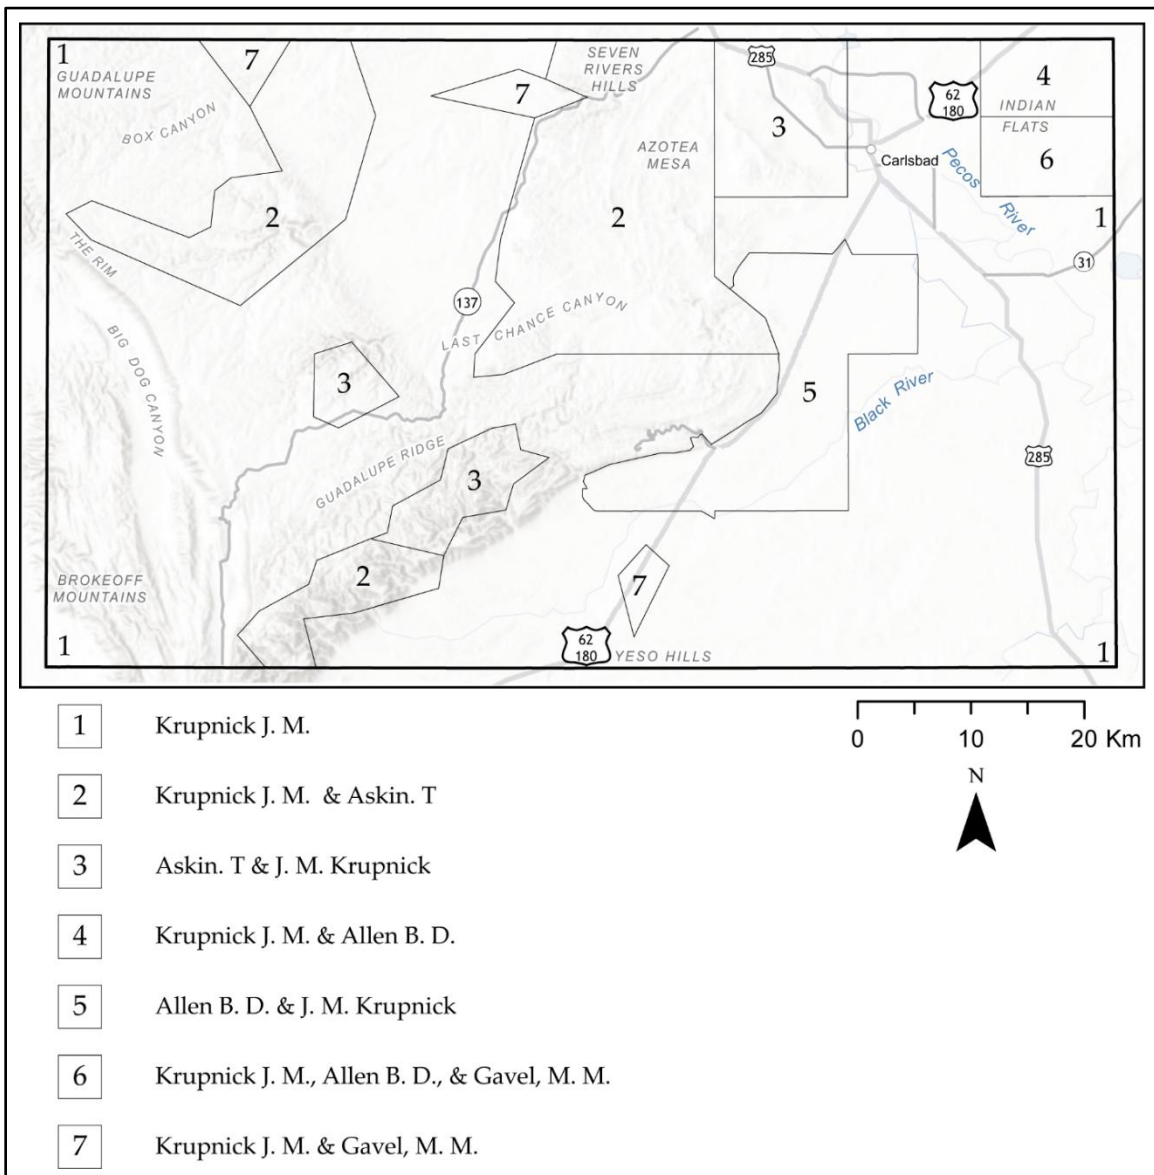 1
GUADALUPE
MOUNTAINS
7
BOX CANYON
SEVEN
RIVERS
HILLS
7
285
62
180
4
INDIAN
FLATS
3
AZOTEA
MESA
Carlsbad
Pecos River
6
2
2
1
THE RIM
31
137
LAST CHANCE CANYON
BIG DOG CANYON
3
5
Black River
GUADALUPE RIDGE
3
285
BROKEOFF
MOUNTAINS
2
7
62
180
YESO HILLS
1
1
1 Krupnick J. M.
0 10 20 Km
N
2 Krupnick J. M. & Askin. T
3 Askin. T & J. M. Krupnick
4 Krupnick J. M. & Allen B. D.
5 Allen B. D. & J. M. Krupnick
6 Krupnick J. M., Allen B. D., & Gavel, M. M.
7 Krupnick J. M. & Gavel, M. M.